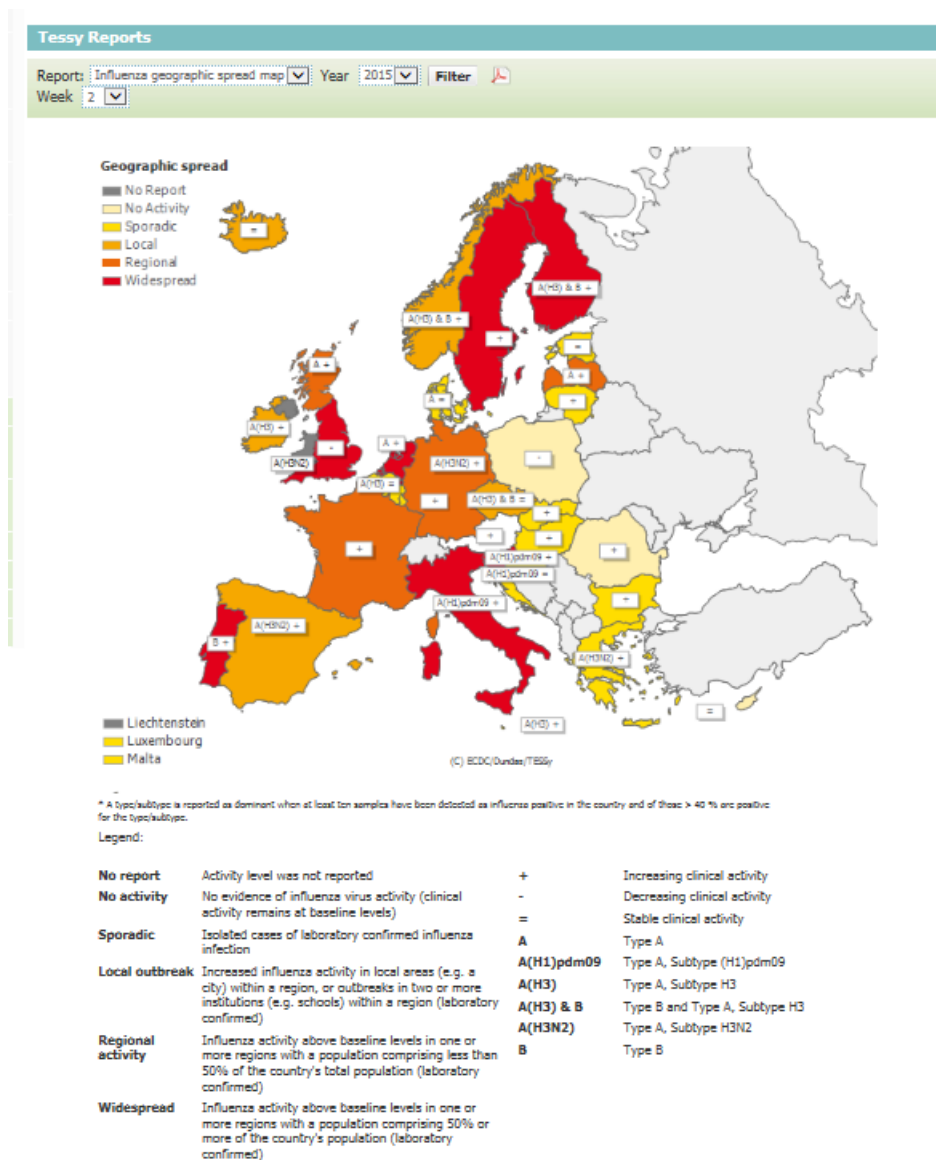 Tessy Reports
Report: Influenza geographic spread map Year 2015 Filter
Week 2
Geographic spread
No Report
No Activity
Sporadic
Local
Regional
Widespread
=
A(H3) & B +
A(H3) & B +
+
=
A +
A +
+
A =
A(H3) +
A +
-
-
A(H3N2)
A(H3N2) +
A(H3) =
+
A(H3) & B =
+
+
+
+
+
A(H1)pdm09 +
A(H1)pdm09 =
A(H1)pdm09 +
+
A(H3N2) +
B +
A(H3N2) +
=
A(H3) +
Liechtenstein
Luxembourg
Malta
(C) ECDC/Dundas/TESSy
* A type/subtype is reported as dominant when at least ten samples have been detected as influenza positive in the country and of those > 40 % are positive
for the type/subtype.
Legend:
No report Activity level was not reported
No activity No evidence of influenza virus activity (clinical
activity remains at baseline levels)
Sporadic Isolated cases of laboratory confirmed influenza
infection
Local outbreak Increased influenza activity in local areas (e.g. a
city) within a region, or outbreaks in two or more
institutions (e.g. schools) within a region (laboratory
confirmed)
Regional activity Influenza activity above baseline levels in one or
more regions with a population comprising less than
50% of the country's total population (laboratory
confirmed)
Widespread Influenza activity above baseline levels in one or
more regions with a population comprising 50% or
more of the country's population (laboratory
confirmed)
+ Increasing clinical activity
- Decreasing clinical activity
= Stable clinical activity
A Type A
A(H1)pdm09 Type A, Subtype (H1)pdm09
A(H3) Type A, Subtype H3
A(H3) & B Type B and Type A, Subtype H3
A(H3N2) Type A, Subtype H3N2
B Type B